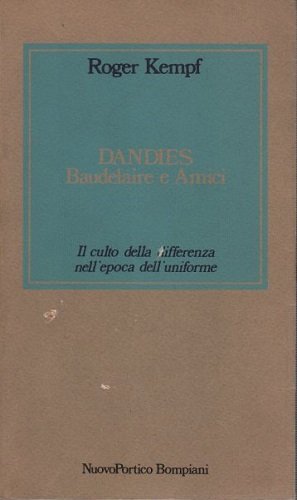 Roger Kempf
DANDIES
Baudelaire e Amici
Il culto della differenza
nell'epoca dell'uniforme
NuovoPortico Bompiani